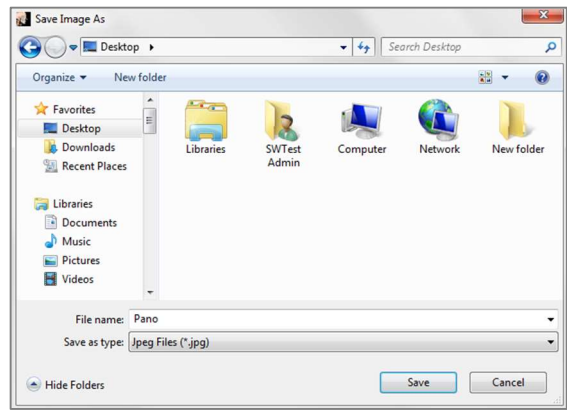 Save Image As
Desktop
Search Desktop
Organize
New folder
Favorites
Desktop
Downloads
Recent Places
Libraries
Documents
Music
Pictures
Videos
Libraries
SWTest Admin
Computer
Network
New folder
File name: Pano
Save as type: Jpeg Files (*.jpg)
Hide Folders
Save
Cancel